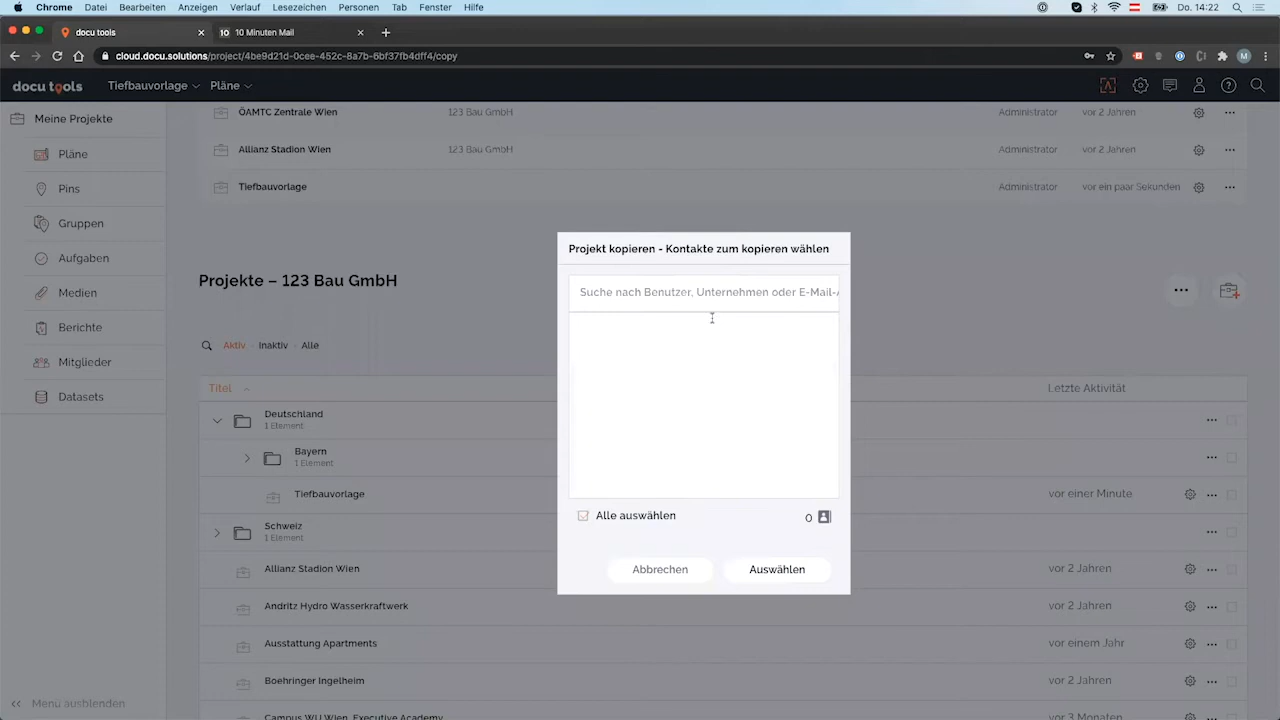 Chrome Datei Bearbeiten Anzeigen Verlauf Lesezeichen Personen Tab Fenster Hilfe Do. 14:22
docu tools 10 Minuten Mail
cloud.docu.solutions/project/4be9d21d-0cee-452c-8a7b-6bf37fb4dff4/copy
docu tools Tiefbauvorlage Pläne
Meine Projekte
Pläne
Pins
Gruppen
Aufgaben
Medien
Berichte
Mitglieder
Datasets
Menü ausblenden
ÖAMTC Zentrale Wien 123 Bau GmbH Administrator vor 2 Jahren
Allianz Stadion Wien 123 Bau GmbH Administrator vor 2 Jahren
Tiefbauvorlage Administrator vor ein paar Sekunden
Projekte – 123 Bau GmbH
Aktiv · Inaktiv · Alle
Titel Letzte Aktivität
Deutschland
1 Element
Bayern
1 Element
Tiefbauvorlage vor einer Minute
Schweiz
1 Element
Allianz Stadion Wien vor 2 Jahren
Andritz Hydro Wasserkraftwerk vor 2 Jahren
Ausstattung Apartments vor einem Jahr
Boehringer Ingelheim vor 2 Jahren
Campus WU Wien, Executive Academy vor 3 Monaten
Projekt kopieren - Kontakte zum kopieren wählen
Suche nach Benutzer, Unternehmen oder E-Mail-
Alle auswählen 0
Abbrechen Auswählen